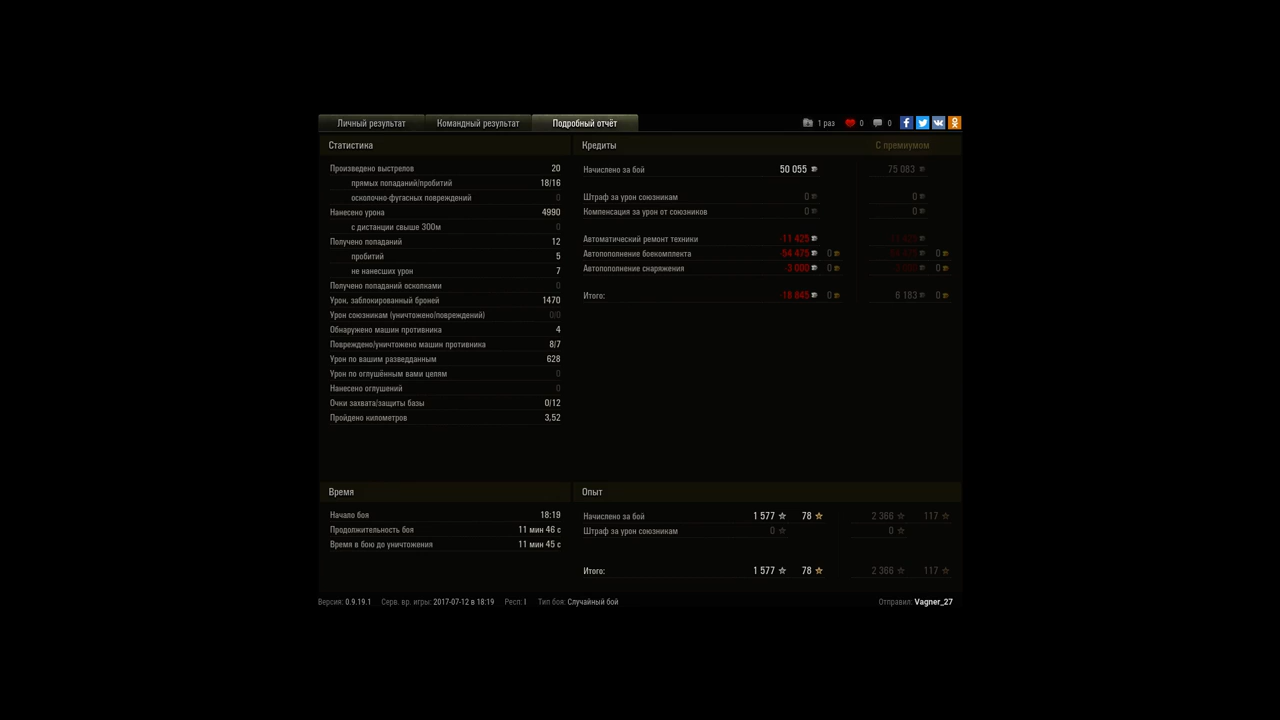 Личный результат Командный результат Подробный отчёт 1 раз 0 0
Статистика
Произведено выстрелов 20
прямых попаданий/пробитий 18/16
осколочно-фугасных повреждений 0
Нанесено урона 4990
с дистанции свыше 300м 0
Получено попаданий 12
пробитий 5
не нанесших урон 7
Получено попаданий осколками 0
Урон, заблокированный броней 1470
Урон союзникам (уничтожено/повреждений) 0/0
Обнаружено машин противника 4
Повреждено/уничтожено машин противника 8/7
Урон по вашим разведданным 628
Урон по оглушённым вами целям 0
Нанесено оглушений 0
Очки захвата/защиты базы 0/12
Пройдено километров 3,52
Кредиты С премиумом
Начислено за бой 50 055 75 083
Штраф за урон союзникам 0 0
Компенсация за урон от союзников 0 0
Автоматический ремонт техники -11 425
Автопополнение боекомплекта -54 475 0 0
Автопополнение снаряжения -3 000 0 0
Итого: -18 845 0 6 183 0
Время
Начало боя 18:19
Продолжительность боя 11 мин 46 с
Время в бою до уничтожения 11 мин 45 с
Опыт
Начислено за бой 1 577 78 2 366 117
Штраф за урон союзникам 0 0
Итого: 1 577 78 2 366 117
Версия: 0.9.19.1 Серв. вр. игры: 2017-07-12 в 18:19 Респ: I Тип боя: Случайный бой Отправил: Vagner_27